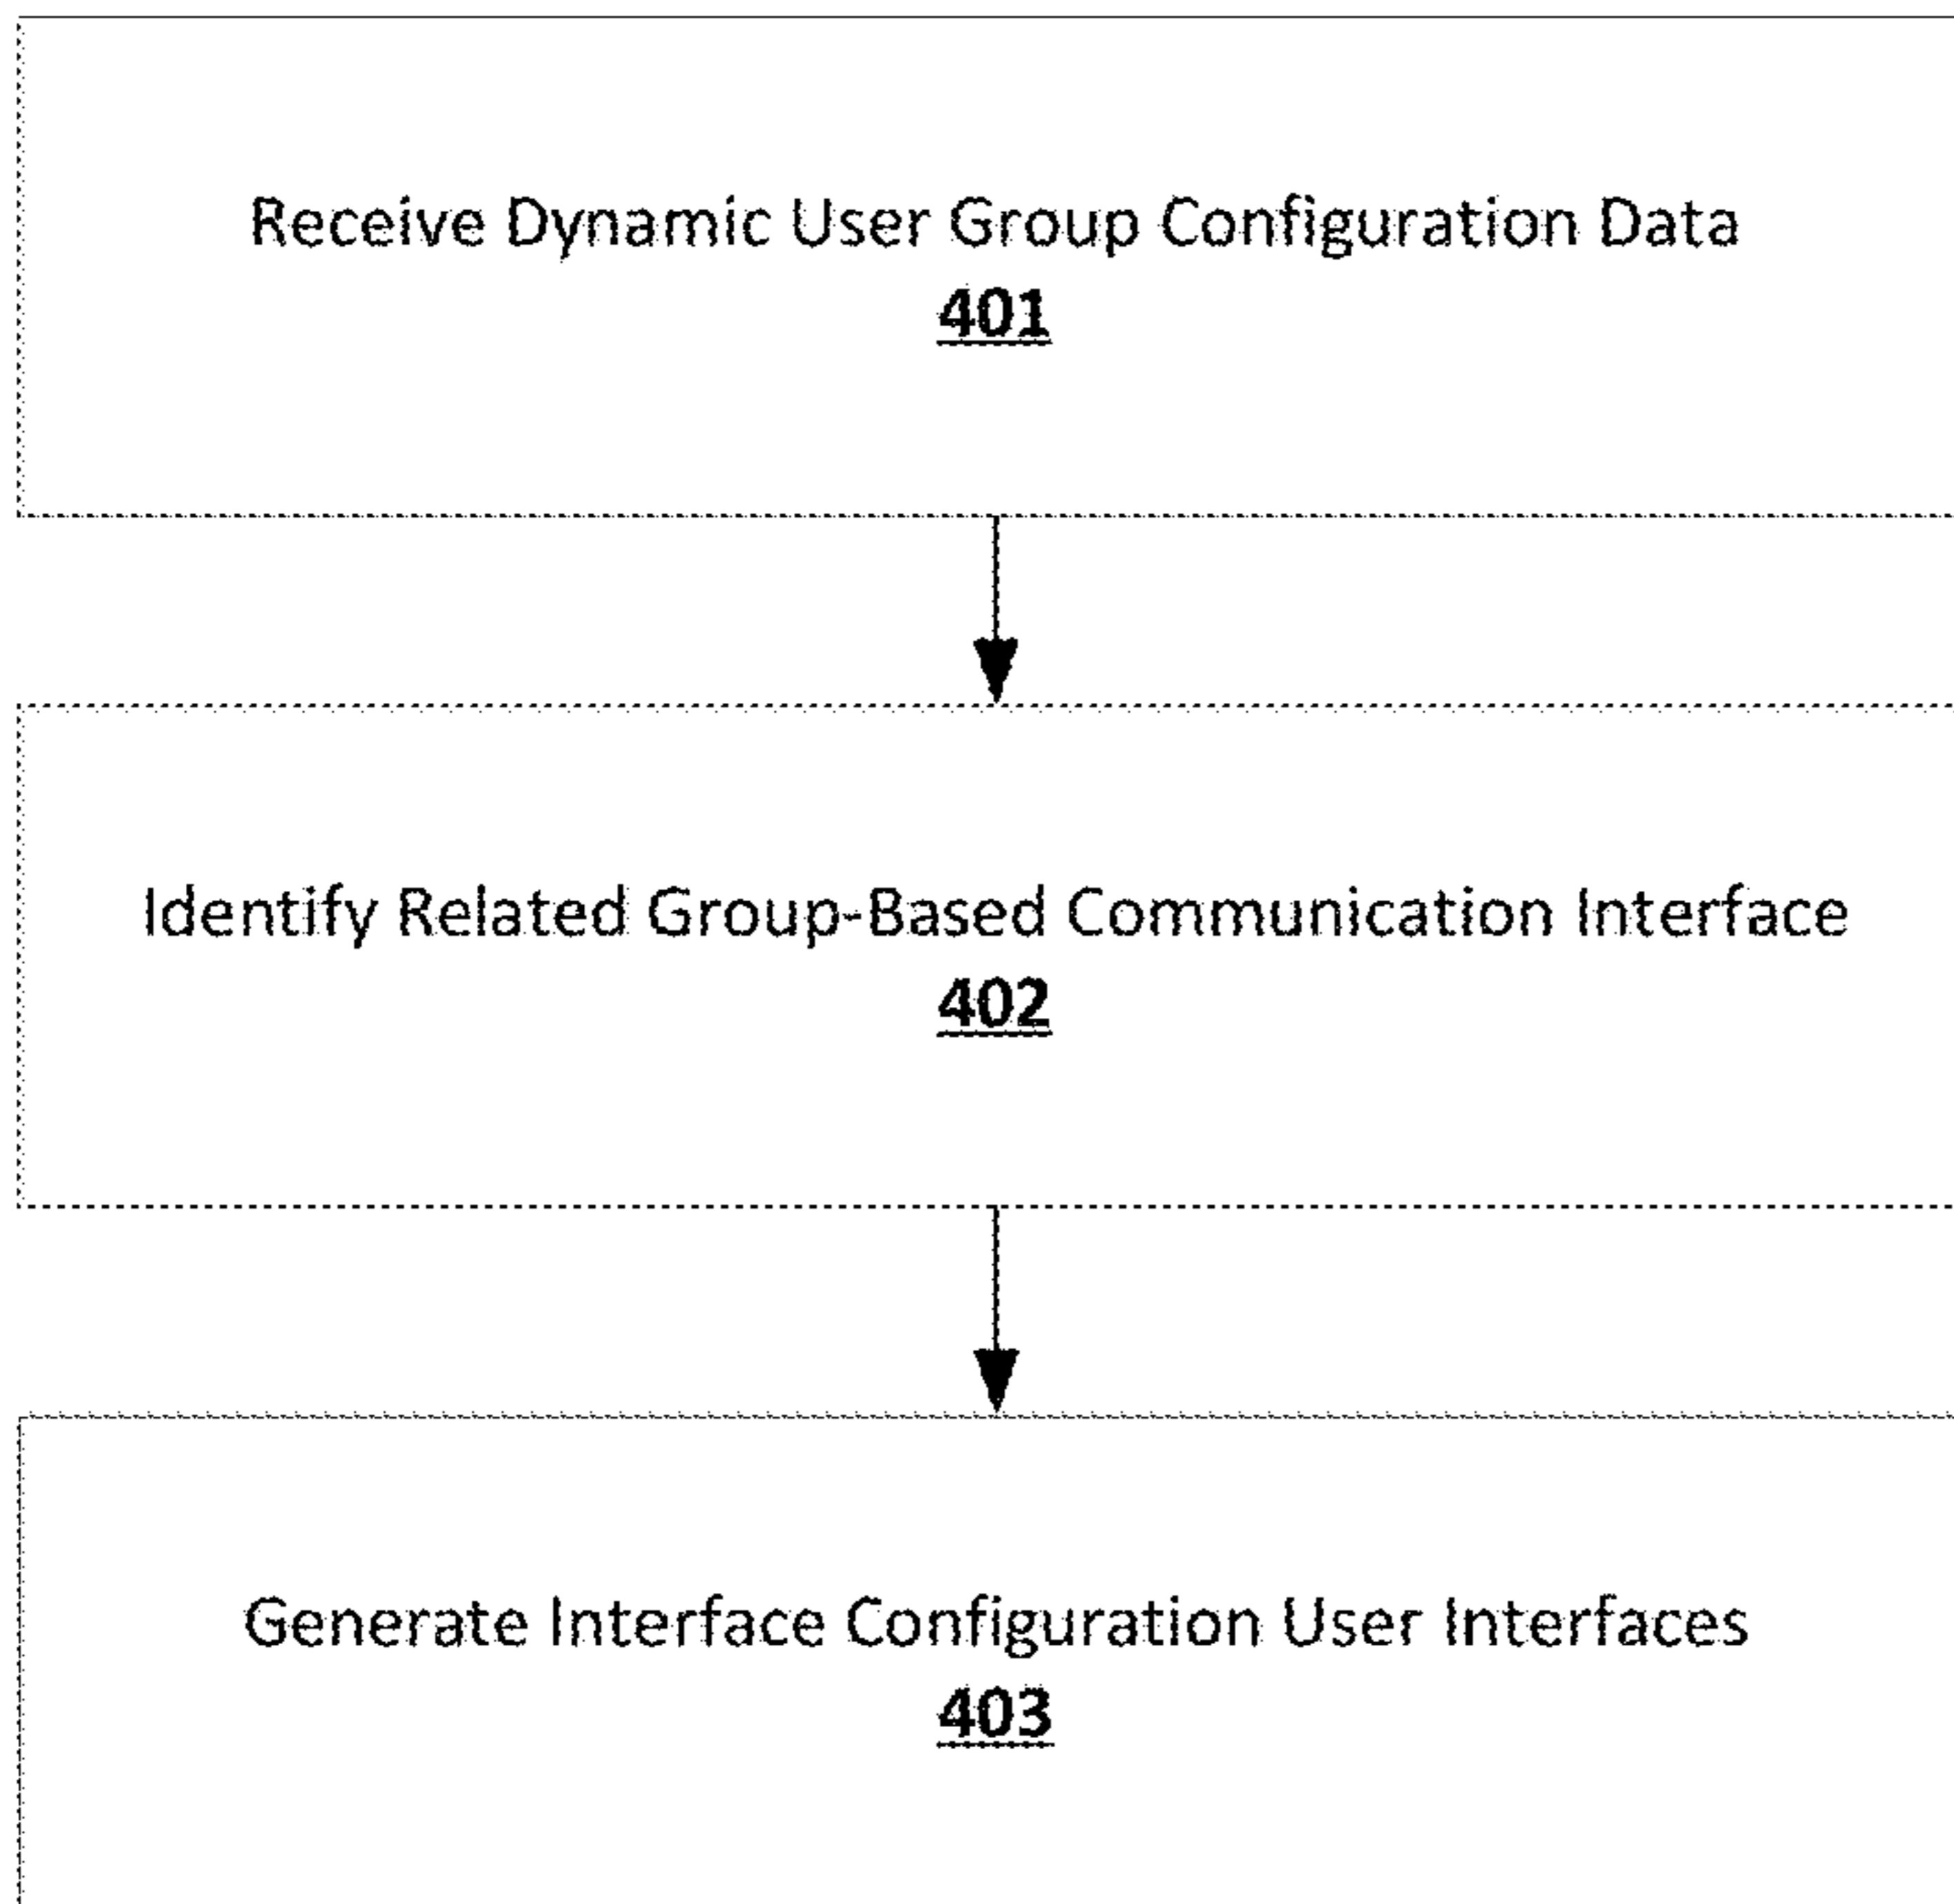 Receive Dynamic User Group Configuration Data
401
Identify Related Group-Based Communication Interface
402
Generate Interface Configuration User Interfaces
403